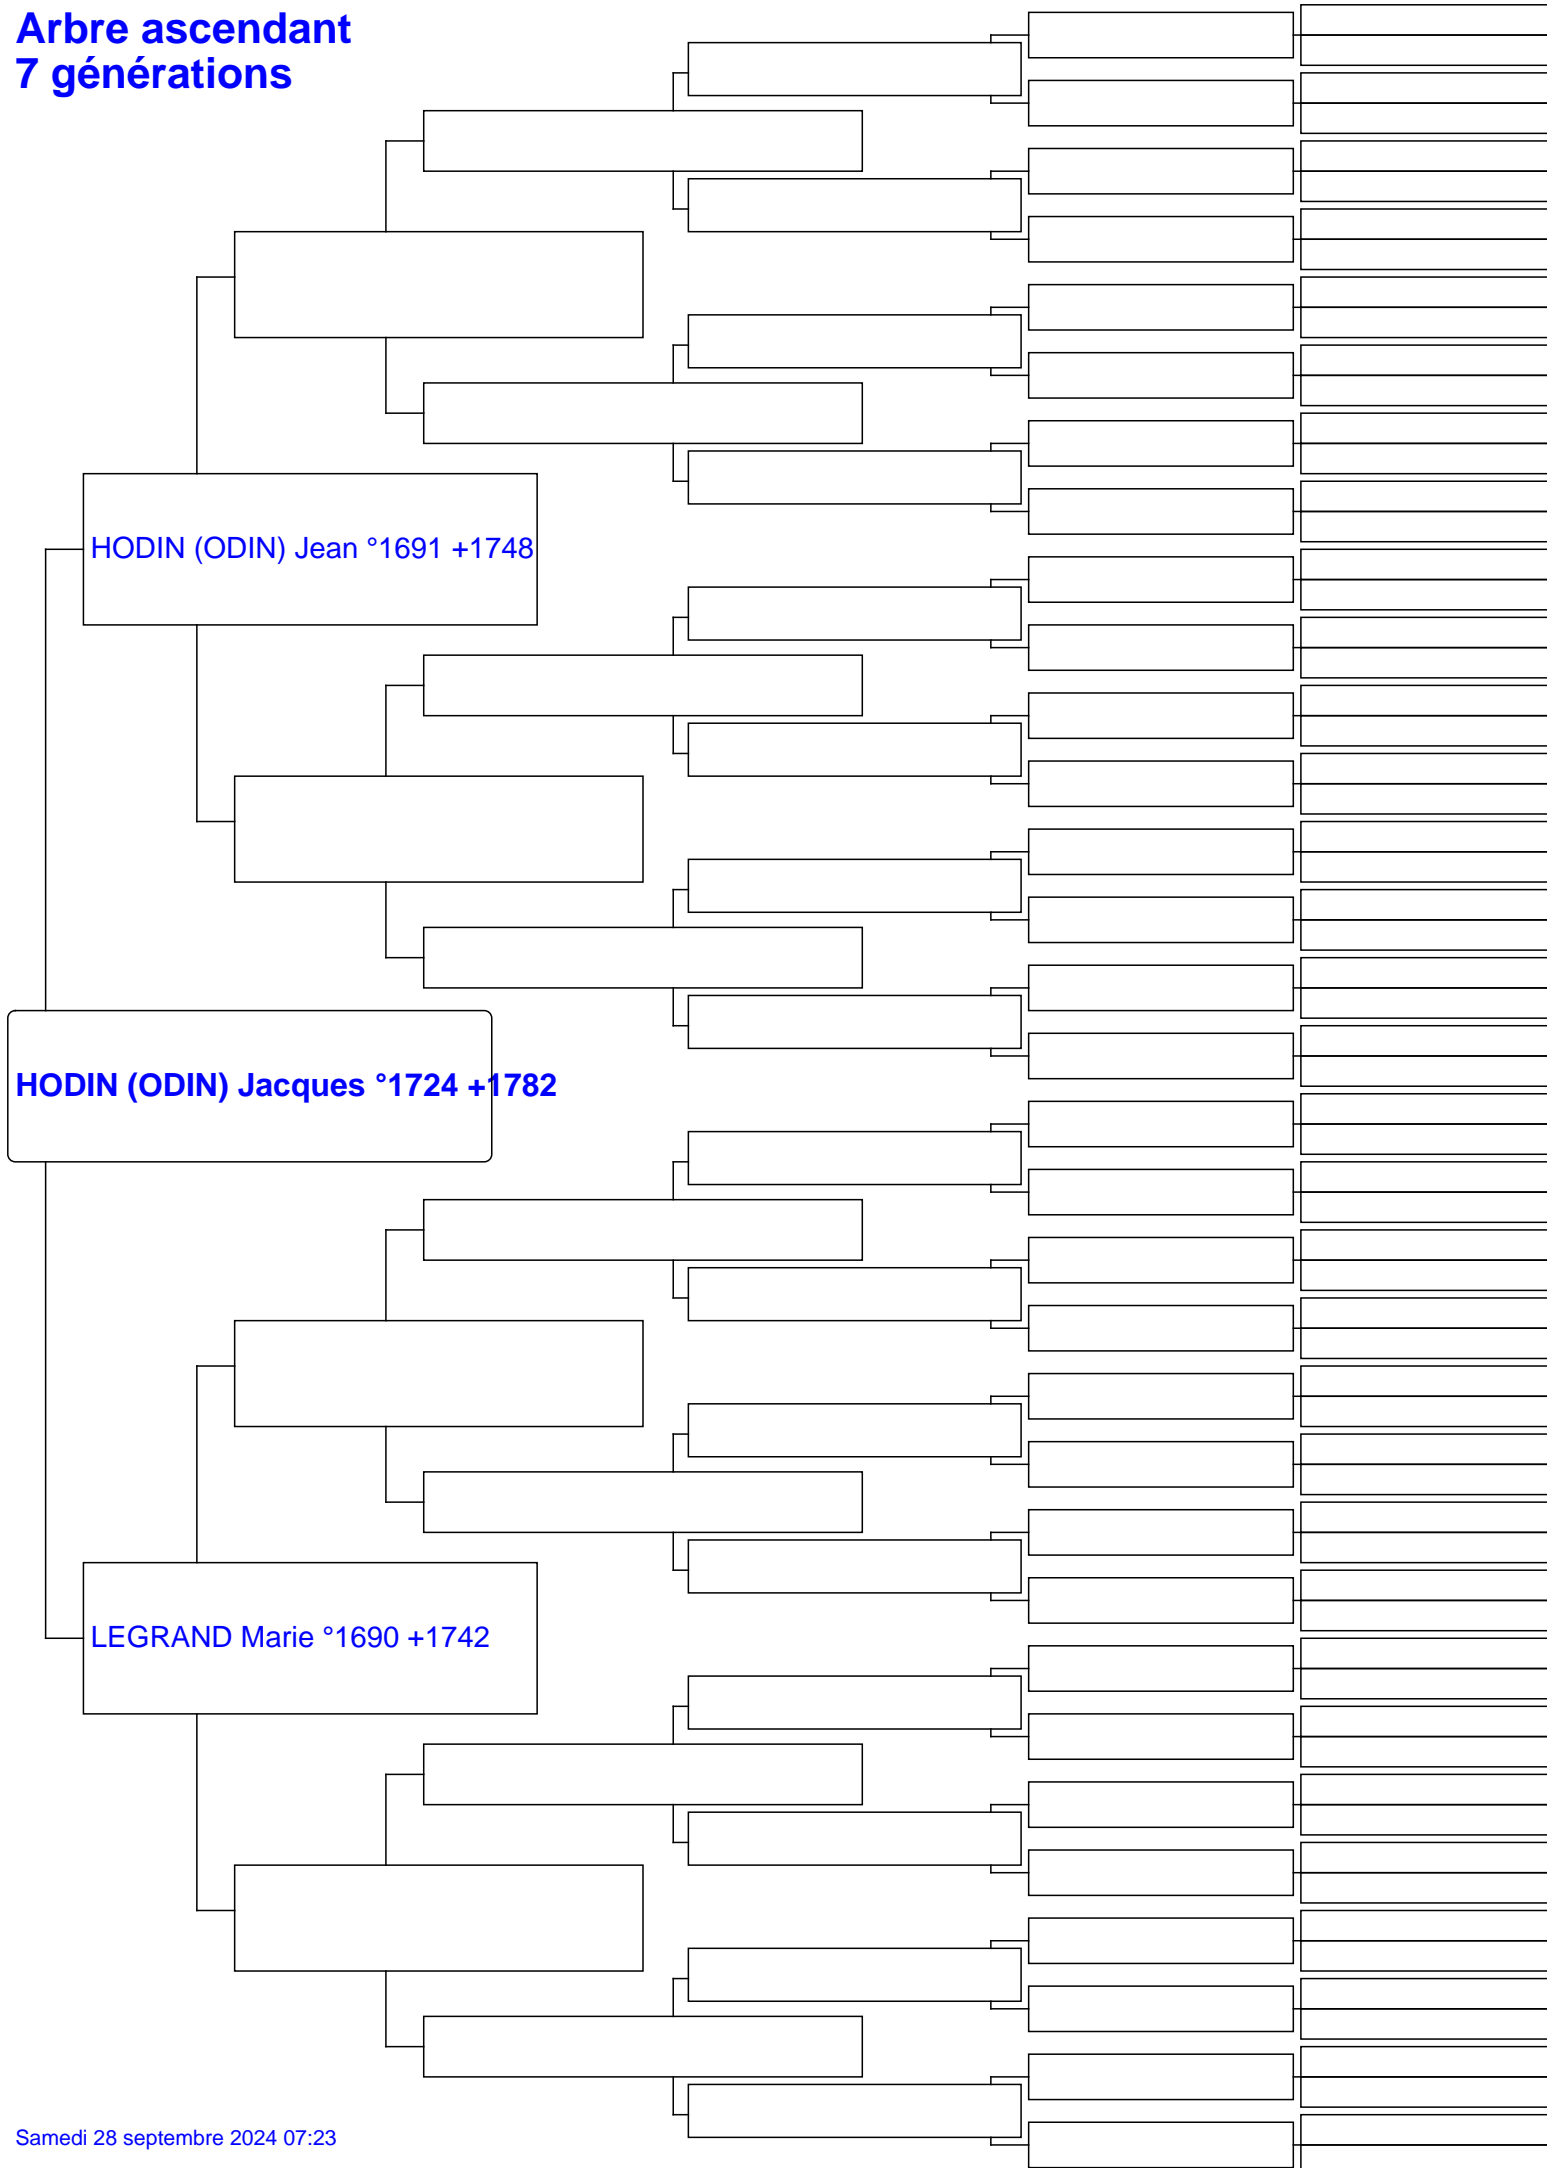 Arbre ascendant
7 générations
HODIN (ODIN) Jean °1691 +1748
HODIN (ODIN) Jacques °1724 +1782
LEGRAND Marie °1690 +1742
Samedi 28 septembre 2024 07:23